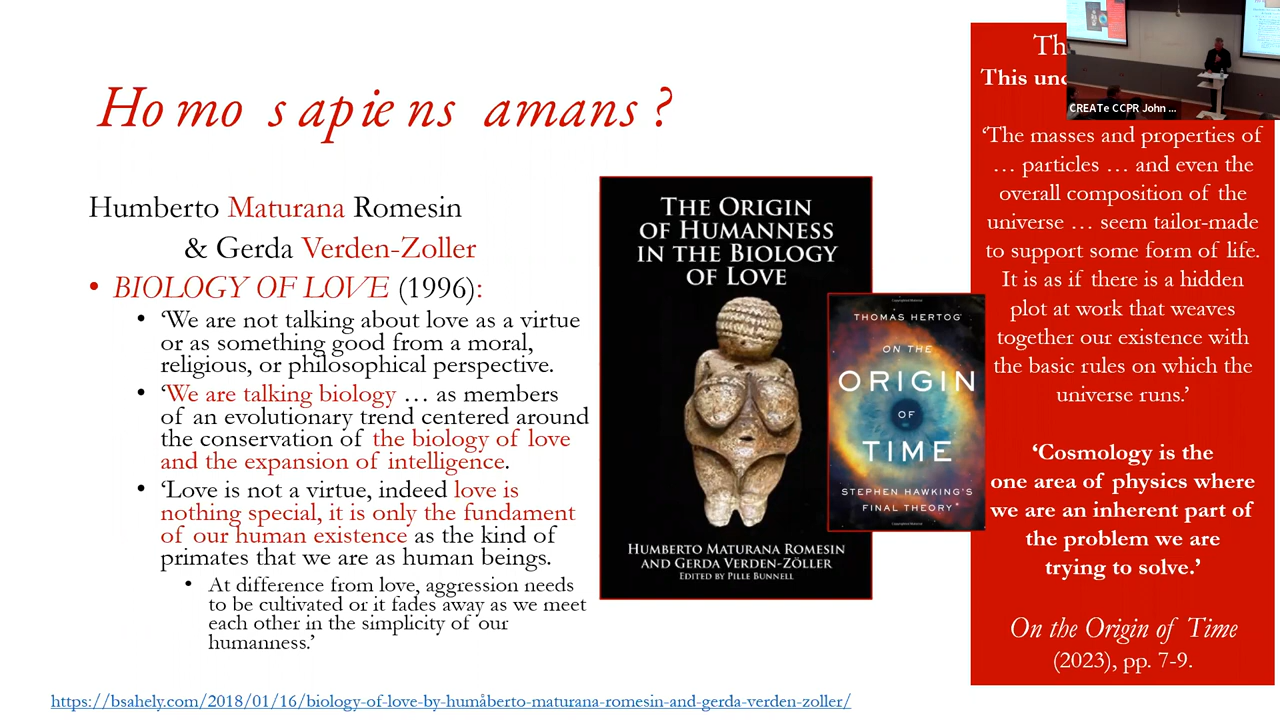 Homo sapiens amans ?
Humberto Maturana Romesin
& Gerda Verden-Zoller
• BIOLOGY OF LOVE (1996):
• ‘We are not talking about love as a virtue
or as something good from a moral,
religious, or philosophical perspective.
• ‘We are talking biology … as members
of an evolutionary trend centered around
the conservation of the biology of love
and the expansion of intelligence.
• ‘Love is not a virtue, indeed love is
nothing special, it is only the fundament
of our human existence as the kind of
primates that we are as human beings.
• At difference from love, aggression needs
to be cultivated or it fades away as we meet
each other in the simplicity of our
humanness.’
https://bsahely.com/2018/01/16/biology-of-love-by-humåberto-maturana-romesin-and-gerda-verden-zoller/
THE ORIGIN
OF HUMANNESS
IN THE BIOLOGY
OF LOVE
HUMBERTO MATURANA ROMESIN
AND GERDA VERDEN-ZÖLLER
EDITED BY PILLE BUNNELL
THOMAS HERTOG
ON THE
ORIGIN
OF
TIME
STEPHEN HAWKING'S
FINAL THEORY
This
CREATe CCPR John ...
‘The masses and properties of
… particles … and even the
overall composition of the
universe … seem tailor-made
to support some form of life.
It is as if there is a hidden
plot at work that weaves
together our existence with
the basic rules on which the
universe runs.’
‘Cosmology is the
one area of physics where
we are an inherent part of
the problem we are
trying to solve.’
On the Origin of Time
(2023), pp. 7-9.